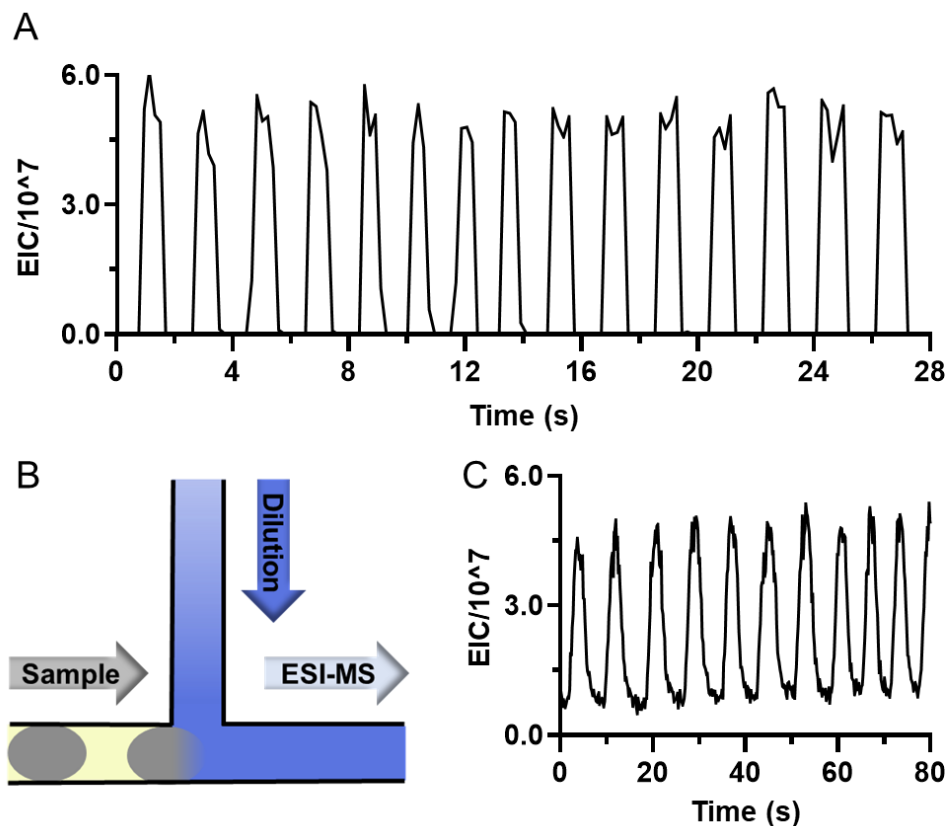 A
6.0
3.0
0.0
EIC/10^7
0 4 8 12 16 20 24 28
Time (s)
B
Dilution
Sample
ESI-MS
C
6.0
3.0
0.0
EIC/10^7
0 20 40 60 80
Time (s)